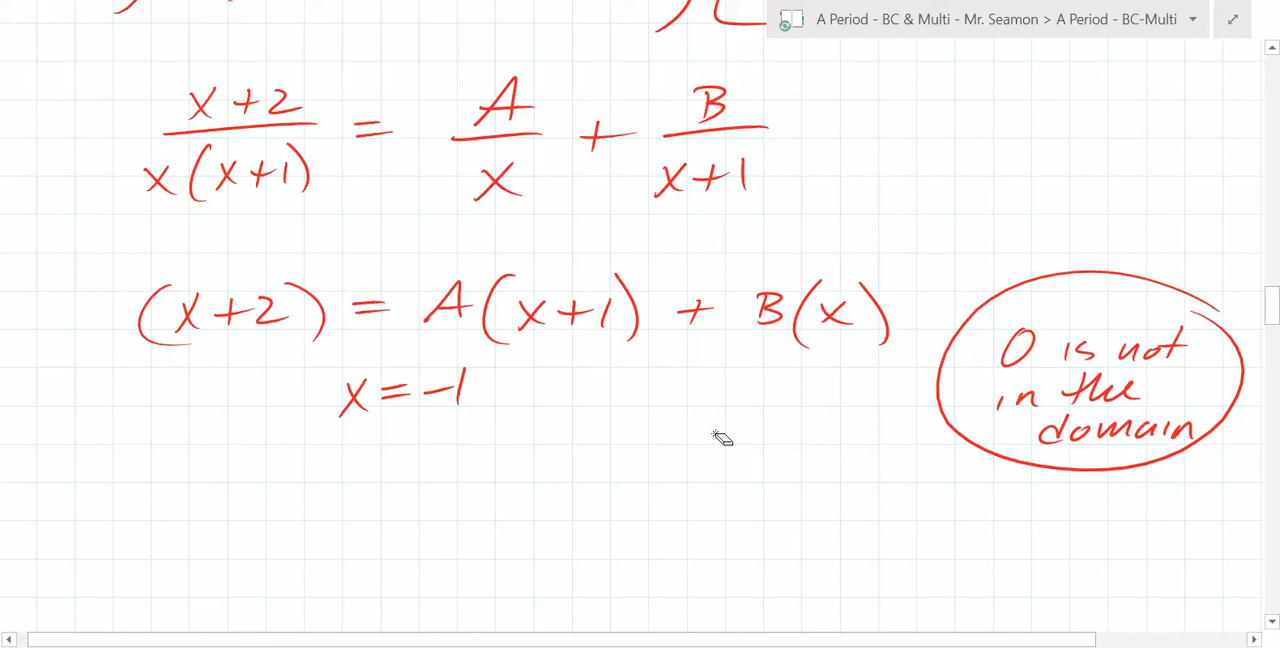 A Period - BC & Multi - Mr. Seamon > A Period - BC-Multi
x+2 / x(x+1) = A / x + B / x+1
(x+2) = A(x+1) + B(x)
x = -1
0 is not
in the
domain